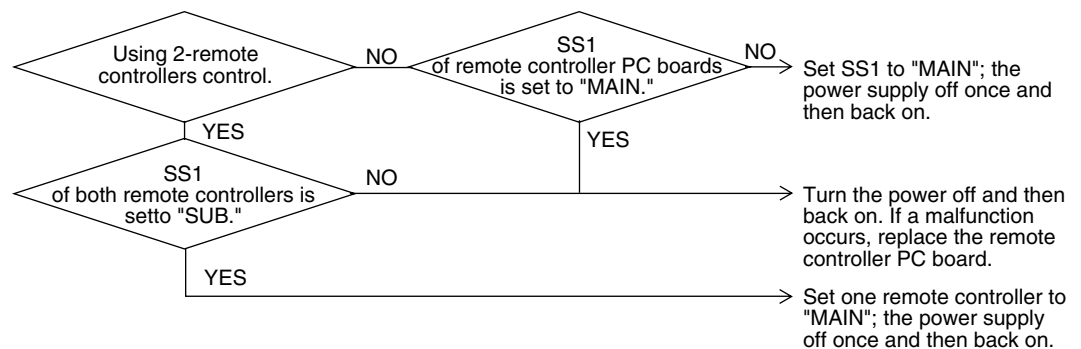 Using 2-remote
controllers control.
NO
SS1
of remote controller PC boards
is set to "MAIN."
NO
Set SS1 to "MAIN"; the
power supply off once and
then back on.
YES
YES
SS1
of both remote controllers is
setto "SUB."
NO
Turn the power off and then
back on. If a malfunction
occurs, replace the remote
controller PC board.
YES
Set one remote controller to
"MAIN"; the power supply
off once and then back on.